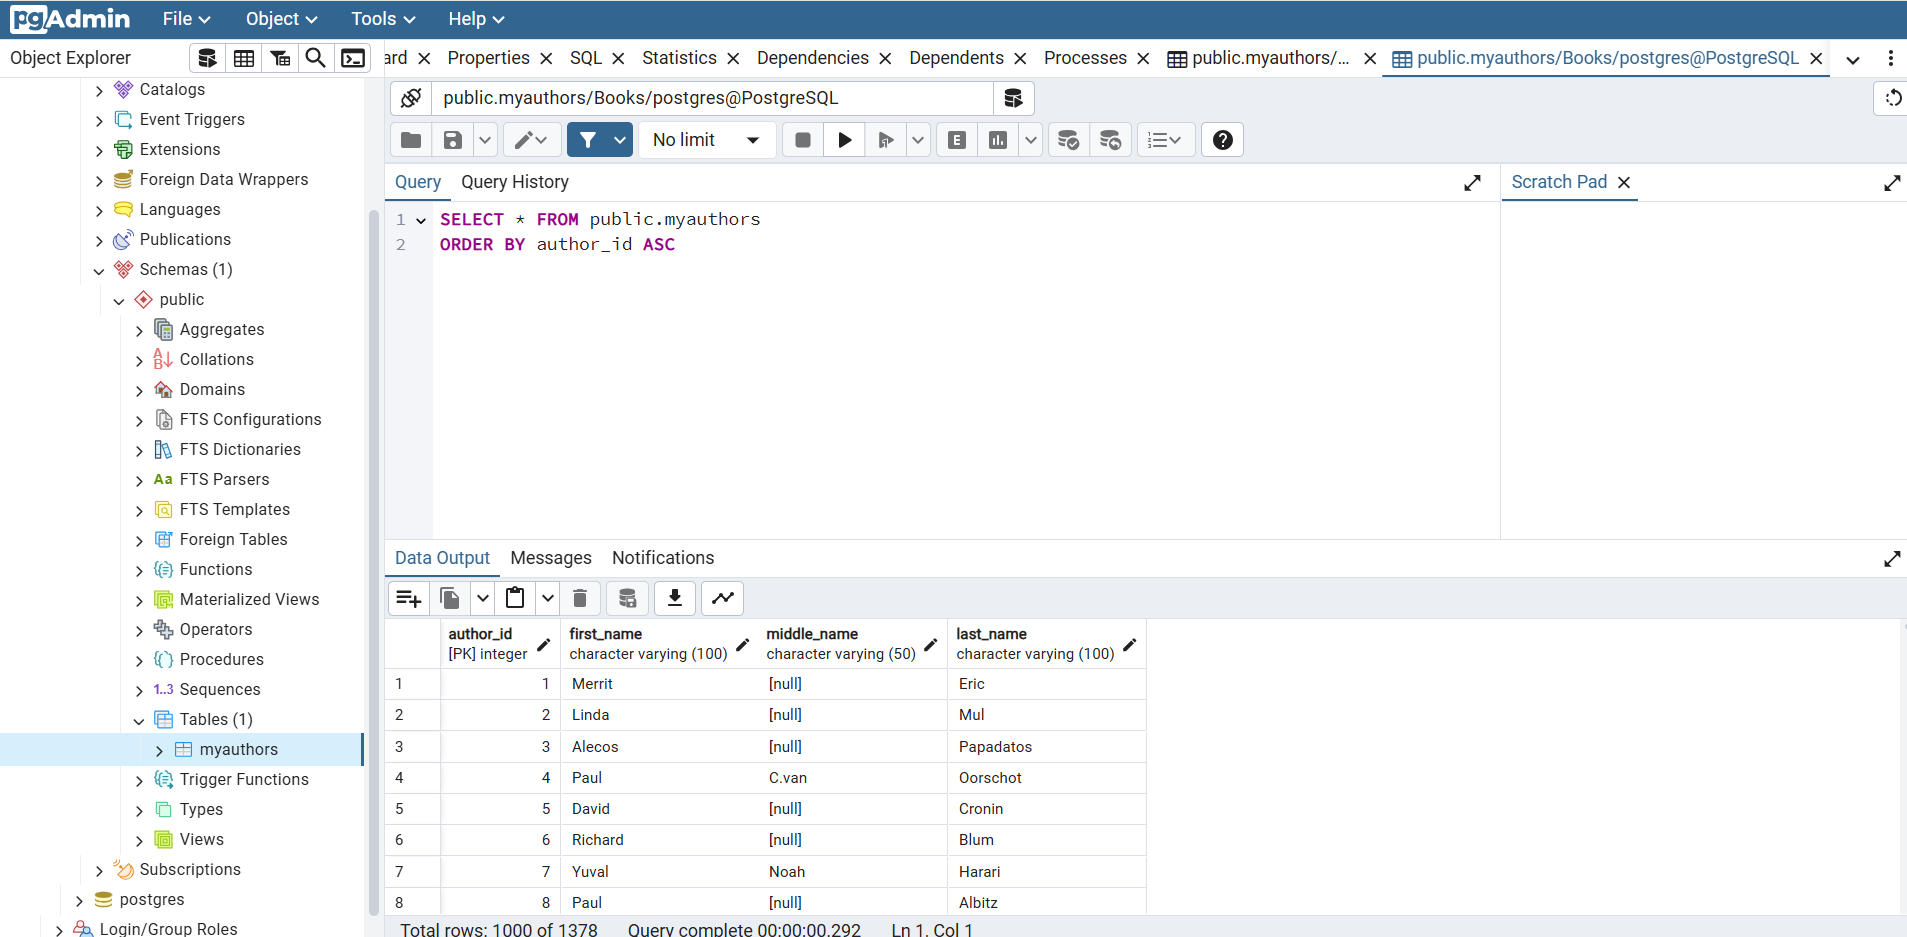 pgAdmin File Object Tools Help
Object Explorer
ard Properties SQL Statistics Dependencies Dependents Processes public.myauthors/... public.myauthors/Books/postgres@PostgreSQL
Catalogs
Event Triggers
Extensions
Foreign Data Wrappers
Languages
Publications
Schemas (1)
public
Aggregates
Collations
Domains
FTS Configurations
FTS Dictionaries
Aa FTS Parsers
FTS Templates
Foreign Tables
Functions
Materialized Views
Operators
Procedures
1..3 Sequences
Tables (1)
myauthors
Trigger Functions
Types
Views
Subscriptions
postgres
Login/Group Roles
public.myauthors/Books/postgres@PostgreSQL
No limit E
Query Query History
Scratch Pad
1 SELECT * FROM public.myauthors
2 ORDER BY author_id ASC
Data Output Messages Notifications
author_id first_name middle_name last_name
[PK] integer character varying (100) character varying (50) character varying (100)
1 1 Merrit [null] Eric
2 2 Linda [null] Mul
3 3 Alecos [null] Papadatos
4 4 Paul C.van Oorschot
5 5 David [null] Cronin
6 6 Richard [null] Blum
7 7 Yuval Noah Harari
8 8 Paul [null] Albitz
Total rows: 1000 of 1378 Query complete 00:00:00.292 Ln 1, Col 1